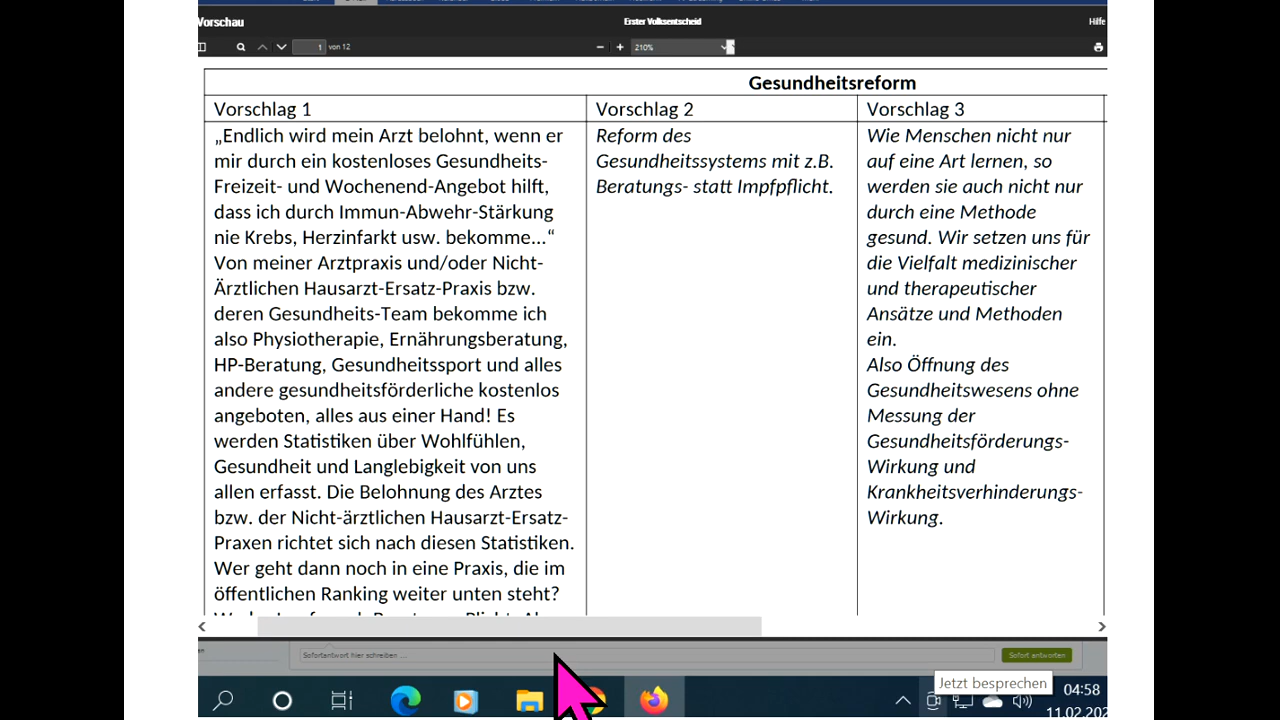 Vorschau
Erster Volksentscheid
Hilfe
1 von 12
210%
Gesundheitsreform
Vorschlag 1
„Endlich wird mein Arzt belohnt, wenn er
mir durch ein kostenloses Gesundheits-
Freizeit- und Wochenend-Angebot hilft,
dass ich durch Immun-Abwehr-Stärkung
nie Krebs, Herzinfarkt usw. bekomme...“
Von meiner Arztpraxis und/oder Nicht-
Ärztlichen Hausarzt-Ersatz-Praxis bzw.
deren Gesundheits-Team bekomme ich
also Physiotherapie, Ernährungsberatung,
HP-Beratung, Gesundheitssport und alles
andere gesundheitsförderliche kostenlos
angeboten, alles aus einer Hand! Es
werden Statistiken über Wohlfühlen,
Gesundheit und Langlebigkeit von uns
allen erfasst. Die Belohnung des Arztes
bzw. der Nicht-ärztlichen Hausarzt-Ersatz-
Praxen richtet sich nach diesen Statistiken.
Wer geht dann noch in eine Praxis, die im
öffentlichen Ranking weiter unten steht?
Vorschlag 2
Reform des
Gesundheitssystems mit z.B.
Beratungs- statt Impfpflicht.
Vorschlag 3
Wie Menschen nicht nur
auf eine Art lernen, so
werden sie auch nicht nur
durch eine Methode
gesund. Wir setzen uns für
die Vielfalt medizinischer
und therapeutischer
Ansätze und Methoden
ein.
Also Öffnung des
Gesundheitswesens ohne
Messung der
Gesundheitsförderungs-
Wirkung und
Krankheitsverhinderungs-
Wirkung.
Sofortantwort hier schreiben ...
Sofort antworten
Jetzt besprechen
04:58
11.02.202